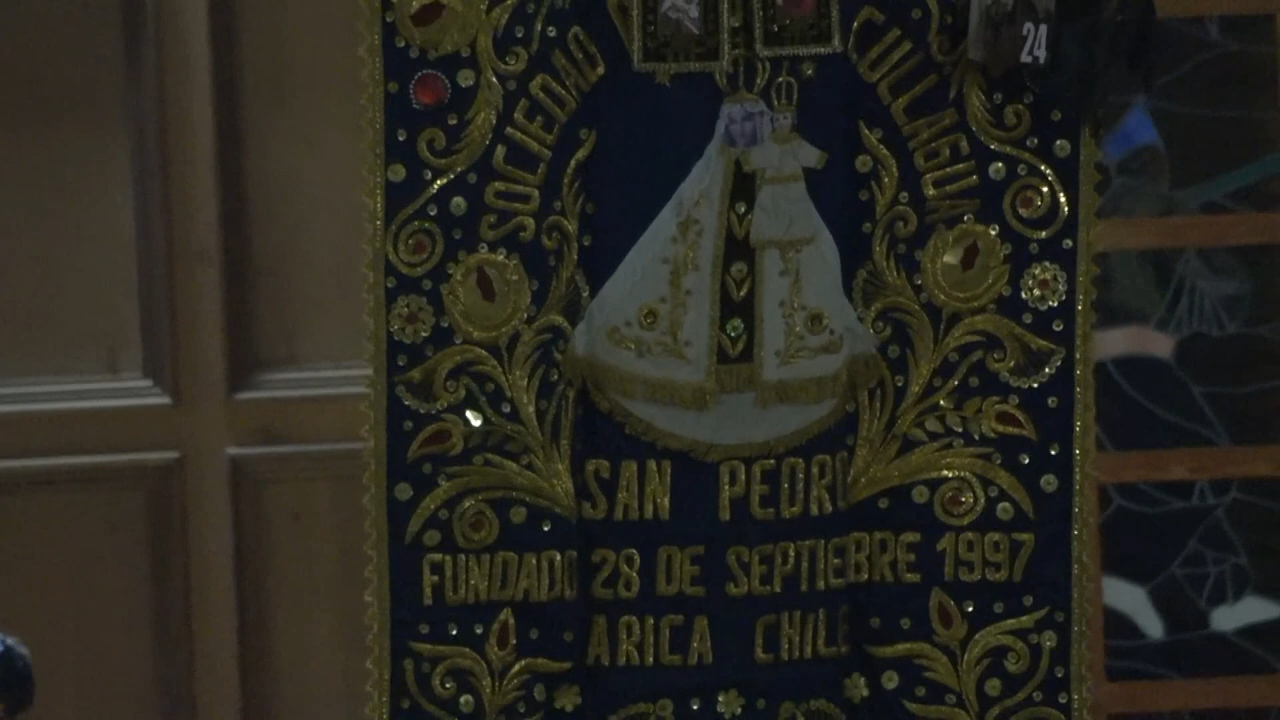 SOCIEDAD CULLAGUA
24
SAN PEDRO
FUNDADO 28 DE SEPTIEBRE 1997
ARICA CHILE